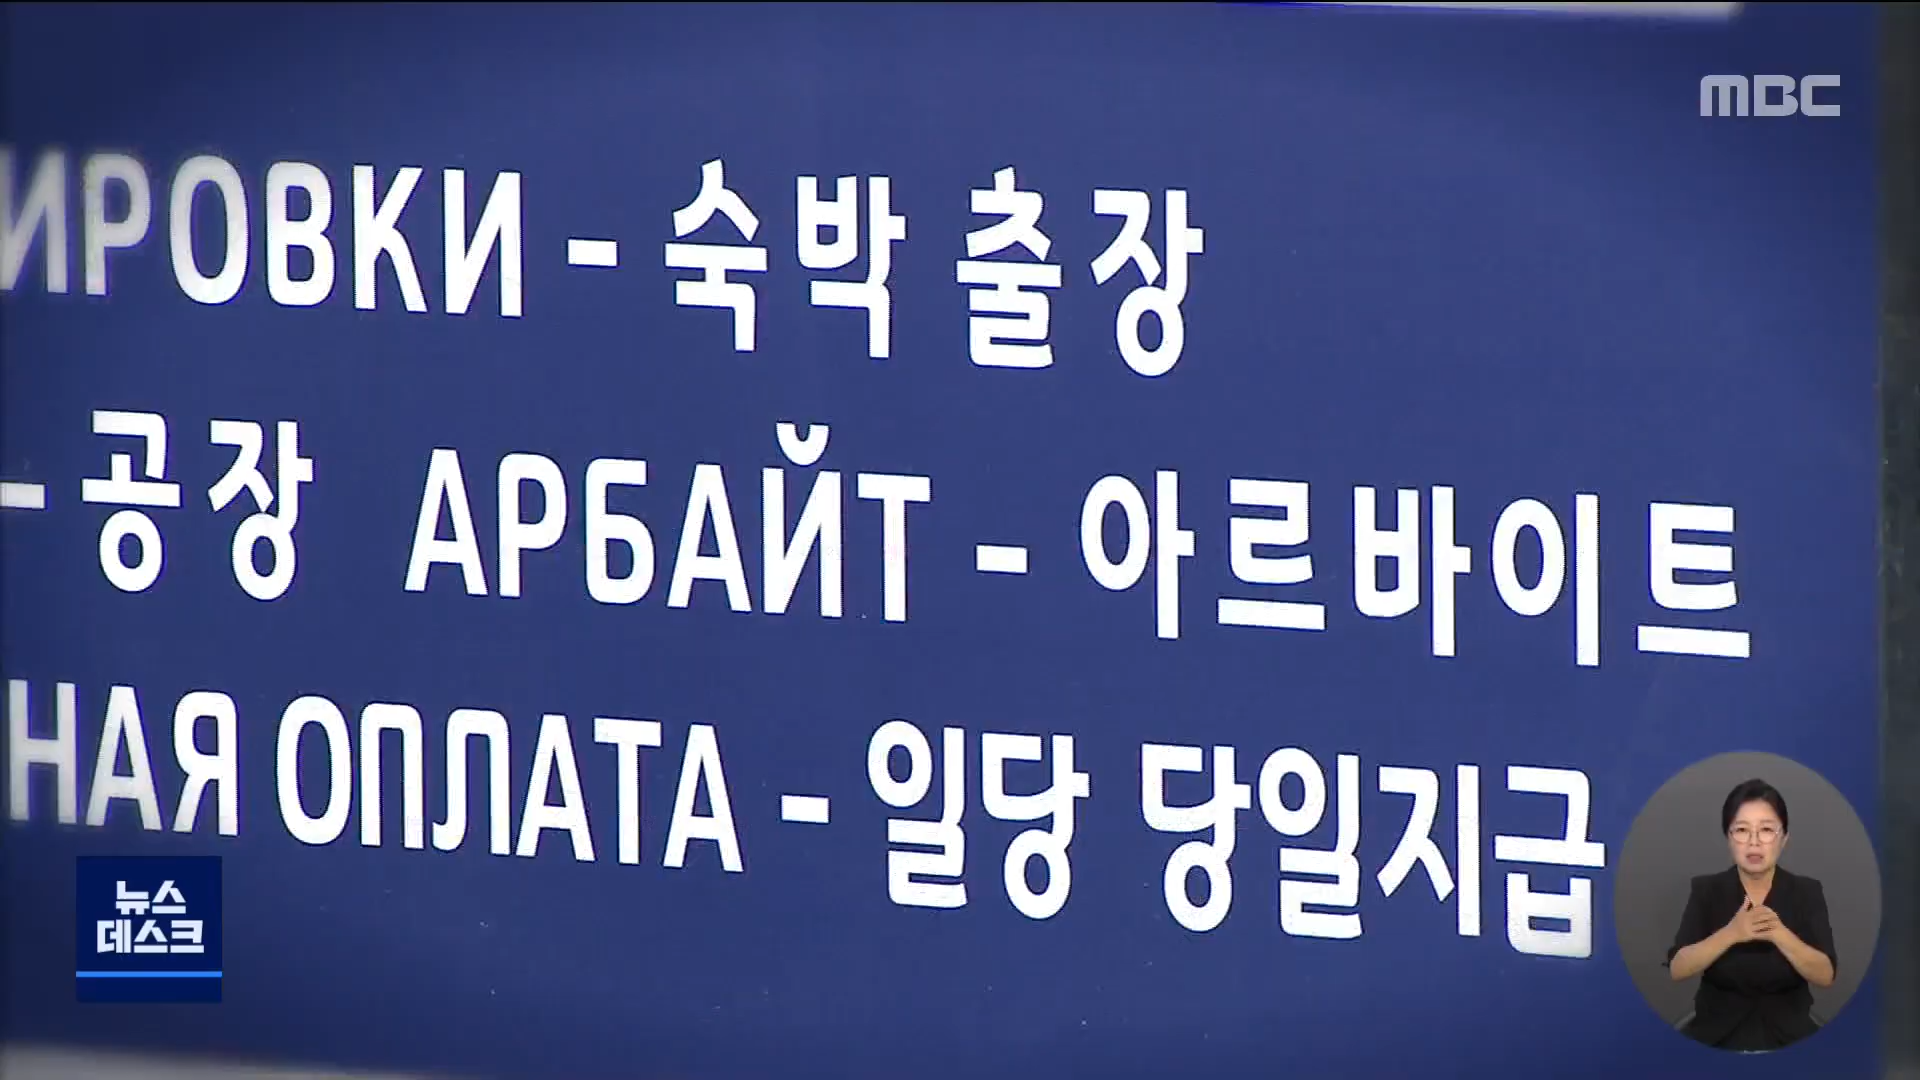 MBC
ИРОВКИ - 숙박 출장
- 공장 АРБАЙТ - 아르바이트
НАЯ ОПЛАТА - 일당 당일지급
뉴스
데스크